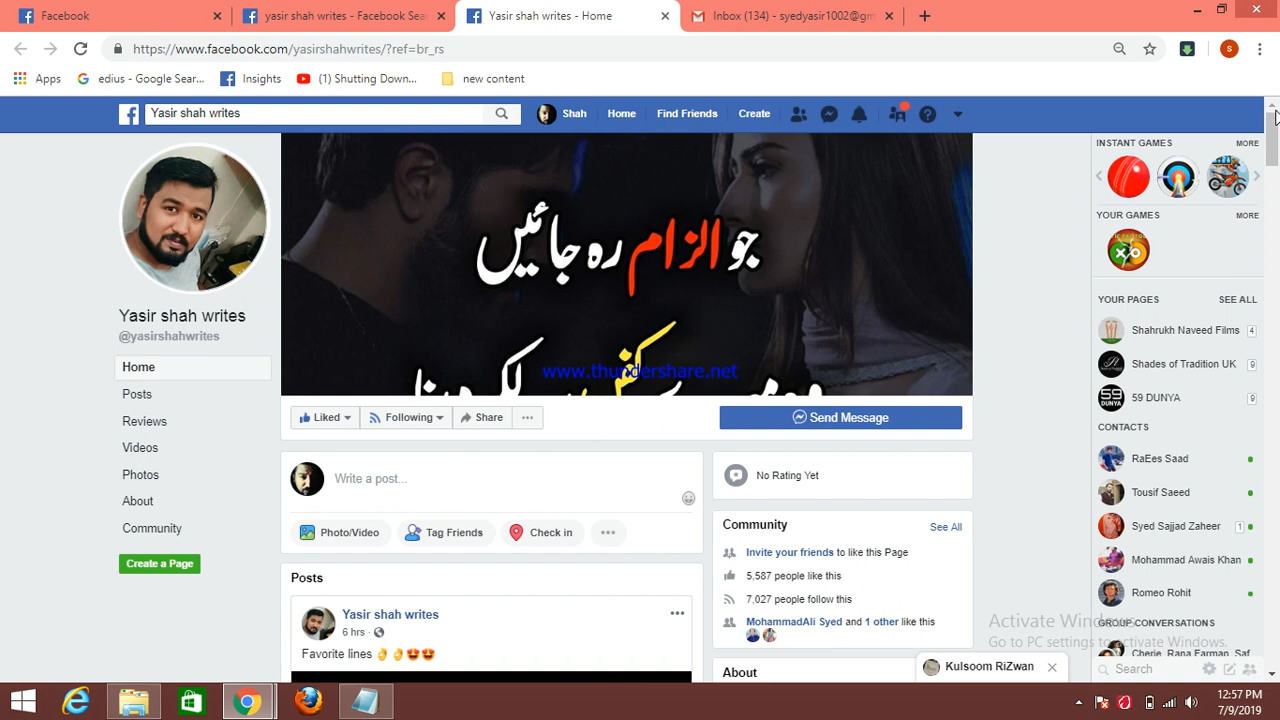 Facebook
yasir shah writes - Facebook Sea
Yasir shah writes - Home
Inbox (134) - syedyasir1002@gm
https://www.facebook.com/yasirshahwrites/?ref=br_rs
S
Apps
edius - Google Sear...
Insights
(1) Shutting Down...
new content
Yasir shah writes
Shah
Home
Find Friends
Create
INSTANT GAMES
MORE
YOUR GAMES
MORE
جو الزام رہ جائیں
www.thundershare.net
Yasir shah writes
@yasirshahwrites
Home
Posts
Reviews
Videos
Photos
About
Community
Create a Page
Liked
Following
Share
Send Message
Write a post...
Photo/Video
Tag Friends
Check in
Posts
Yasir shah writes
6 hrs
Favorite lines 👌👌😍😍
No Rating Yet
Community
See All
Invite your friends to like this Page
5,587 people like this
7,027 people follow this
MohammadAli Syed and 1 other like this
About
YOUR PAGES
SEE ALL
Shahrukh Naveed Films
4
Shades of Tradition UK
9
59 DUNYA
9
CONTACTS
RaEes Saad
Tousif Saeed
Syed Sajjad Zaheer
1
Mohammad Awais Khan
Romeo Rohit
GROUP CONVERSATIONS
Cherie, Rana Farman, Saf
Activate Windows
Go to PC settings to activate Windows.
Kulsoom RiZwan
Search
12:57 PM
7/9/2019